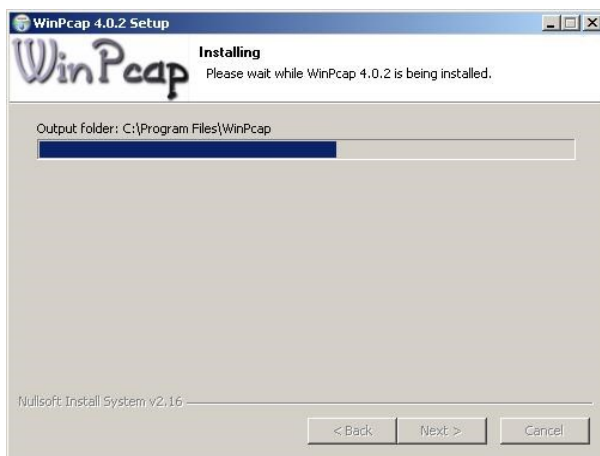 WinPcap 4.0.2 Setup
WinPcap
Installing
Please wait while WinPcap 4.0.2 is being installed.
Output folder: C:\Program Files\WinPcap
Nullsoft Install System v2.16
< Back
Next >
Cancel